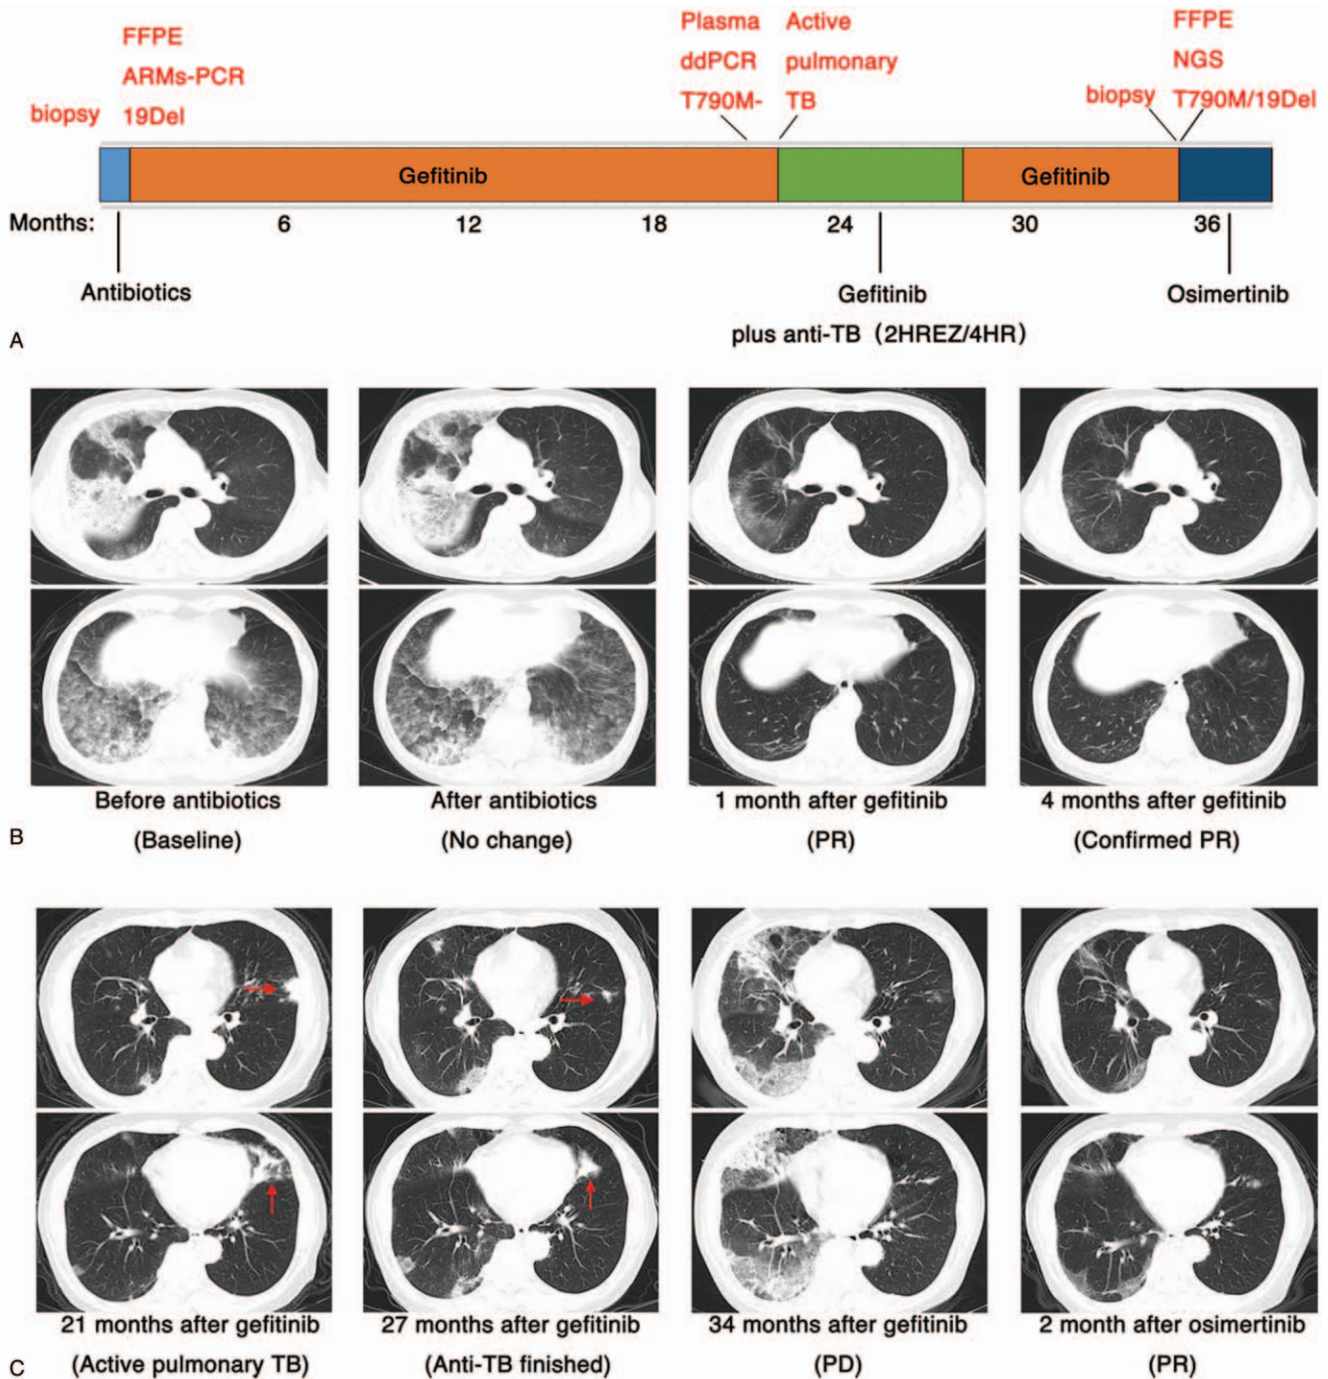 FFPE
ARMs-PCR
biopsy 19Del
Plasma
ddPCR
T790M-
Active
pulmonary
TB
FFPE
NGS
biopsy T790M/19Del
Gefitinib
Gefitinib
Months: 6 12 18 24 30 36
Antibiotics
Gefitinib
plus anti-TB (2HREZ/4HR)
Osimertinib
A
Before antibiotics
(Baseline)
After antibiotics
(No change)
1 month after gefitinib
(PR)
4 months after gefitinib
(Confirmed PR)
B
21 months after gefitinib
(Active pulmonary TB)
27 months after gefitinib
(Anti-TB finished)
34 months after gefitinib
(PD)
2 month after osimertinib
(PR)
C